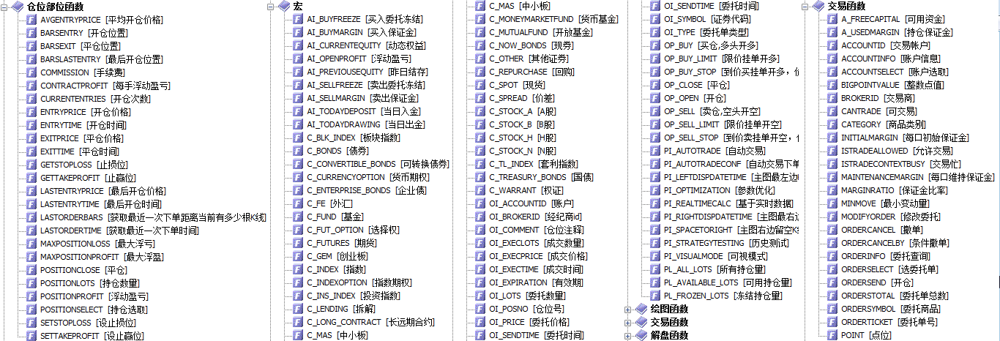 仓位部位函数
AVGENTRYPRICE [平均开仓价格]
BARSENTRY [开仓位置]
BARSEXIT [平仓位置]
BARSLASTENTRY [最后开仓位置]
COMMISSION [手续费]
CONTRACTPROFIT [每手浮动盈亏]
CURRENTENTRIES [开仓次数]
ENTRYPRICE [开仓价格]
ENTRYTIME [开仓时间]
EXITPRICE [平仓价格]
EXITTIME [平仓时间]
GETSTOPLOSS [止损位]
GETTAKEPROFIT [止赢位]
LASTENTRYPRICE [最后开仓价格]
LASTENTRYTIME [最后开仓时间]
LASTORDERBARS [获取最近一次下单距离当前有多少根K线]
LASTORDERTIME [获取最近一次下单时间]
MAXPOSITIONLOSS [最大浮亏]
MAXPOSITIONPROFIT [最大浮盈]
POSITIONCLOSE [平仓]
POSITIONLOTS [持仓数量]
POSITIONPROFIT [浮动盈亏]
POSITIONSELECT [持仓选取]
SETSTOPLOSS [设止损位]
SETTAKEPROFIT [设止赢位]
宏
AI_BUYFREEZE [买入委托冻结]
AI_BUYMARGIN [买入保证金]
AI_CURRENTEQUITY [动态权益]
AI_OPENPROFIT [浮动盈亏]
AI_PREVIOUSEQUITY [昨日结存]
AI_SELLFREEZE [卖出委托冻结]
AI_SELLMARGIN [卖出保证金]
AI_TODAYDEPOSIT [当日入金]
AI_TODAYDRAWING [当日出金]
C_BLK_INDEX [板块指数]
C_BONDS [债券]
C_CONVERTIBLE_BONDS [可转换债券]
C_CURRENCYOPTION [货币期权]
C_ENTERPRISE_BONDS [企业债]
C_FE [外汇]
C_FUND [基金]
C_FUT_OPTION [选择权]
C_FUTURES [期货]
C_GEM [创业板]
C_INDEX [指数]
C_INDEXOPTION [指数期权]
C_INS_INDEX [投资指数]
C_LENDING [拆解]
C_LONG_CONTRACT [长远期合约]
C_MAS [中小板]
C_MAS [中小板]
C_MONEYMARKETFUND [货币基金]
C_MUTUALFUND [开放基金]
C_NOW_BONDS [现券]
C_OTHER [其他证券]
C_REPURCHASE [回购]
C_SPOT [现货]
C_SPREAD [价差]
C_STOCK_A [A股]
C_STOCK_B [B股]
C_STOCK_H [H股]
C_STOCK_N [N股]
C_TL_INDEX [套利指数]
C_TREASURY_BONDS [国债]
C_WARRANT [权证]
OI_ACCOUNTID [账户]
OI_BROKERID [经纪商id]
OI_COMMENT [仓位注释]
OI_EXECLOTS [成交数量]
OI_EXECPRICE [成交价格]
OI_EXECTIME [成交时间]
OI_EXPIRATION [有效期]
OI_LOTS [委托数量]
OI_POSNO [仓位号]
OI_PRICE [委托价格]
OI_SENDTIME [委托时间]
OI_SENDTIME [委托时间]
OI_SYMBOL [证券代码]
OI_TYPE [委托单类型]
OP_BUY [买仓,多头开多]
OP_BUY_LIMIT [限价挂单开多]
OP_BUY_STOP [到价买挂单开多,
OP_CLOSE [平仓]
OP_OPEN [开仓]
OP_SELL [卖仓,空头开空]
OP_SELL_LIMIT [限价挂单开空]
OP_SELL_STOP [到价卖挂单开空,
PI_AUTOTRADE [自动交易]
PI_AUTOTRADECONF [自动交易下单
PI_LEFTDISPDATETIME [主图最左边
PI_OPTIMIZATION [参数优化]
PI_REALTIMECALC [基于实时数据]
PI_RIGHTDISPDATETIME [主图最右
PI_SPACETORIGHT [主图右边留空K
PI_STRATEGYTESTING [历史测试]
PI_VISUALMODE [可视模式]
PL_ALL_LOTS [所有持仓量]
PL_AVAILABLE_LOTS [可用持仓量]
PL_FROZEN_LOTS [冻结持仓量]
绘图函数
交易函数
解盘函数
交易函数
A_FREECAPITAL [可用资金]
A_USEDMARGIN [持仓保证金]
ACCOUNTID [交易帐户]
ACCOUNTINFO [账户信息]
ACCOUNTSELECT [账户选取]
BIGPOINTVALUE [整数点值]
BROKERID [交易商]
CANTRADE [可交易]
CATEGORY [商品类别]
INITIALMARGIN [每口初始保证金]
ISTRADEALLOWED [允许交易]
ISTRADECONTEXTBUSY [交易忙]
MAINTENANCEMARGIN [每口维持保证金]
MARGINRATIO [保证金比率]
MINMOVE [最小变动量]
MODIFYORDER [修改委托]
ORDERCANCEL [撤单]
ORDERCANCELBY [条件撤单]
ORDERINFO [委托查询]
ORDERSELECT [选委托单]
ORDERSEND [开仓]
ORDERSTOTAL [委托单总数]
ORDERSYMBOL [委托商品]
ORDERTICKET [委托单号]
POINT [点位]